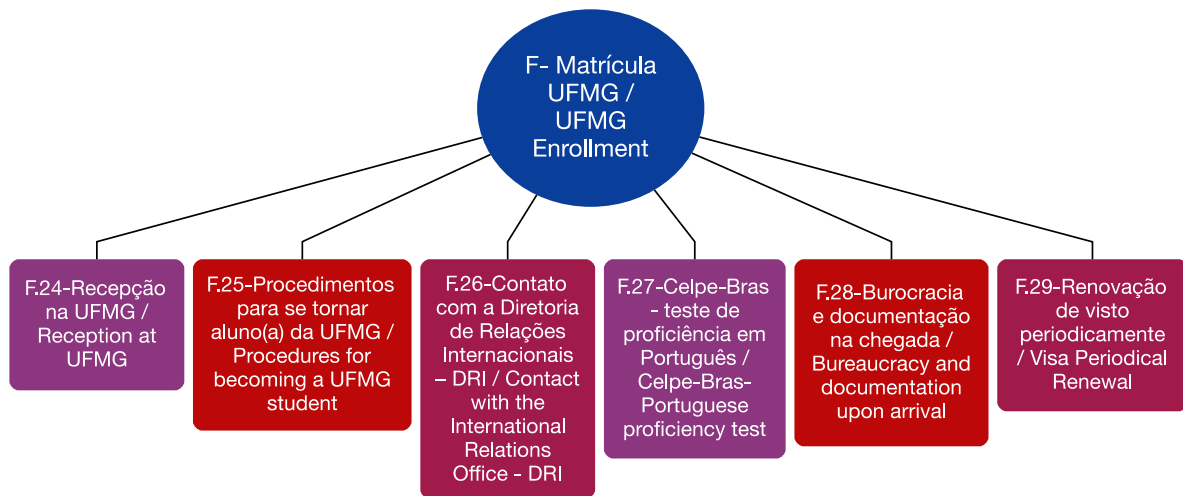 F- Matrícula
UFMG /
UFMG
Enrollment
F.24-Recepção
na UFMG /
Reception at
UFMG
F.25-Procedimentos
para se tornar
aluno(a) da UFMG /
Procedures for
becoming a UFMG
student
F.26-Contato
com a Diretoria
de Relações
Internacionais
– DRI / Contact
with the
International
Relations
Office - DRI
F.27-Celpe-Bras
- teste de
proficiência em
Português /
Celpe-Bras-
Portuguese
proficiency test
F.28-Burocracia
e documentação
na chegada /
Bureaucracy and
documentation
upon arrival
F.29-Renovação
de visto
periodicamente
/ Visa Periodical
Renewal